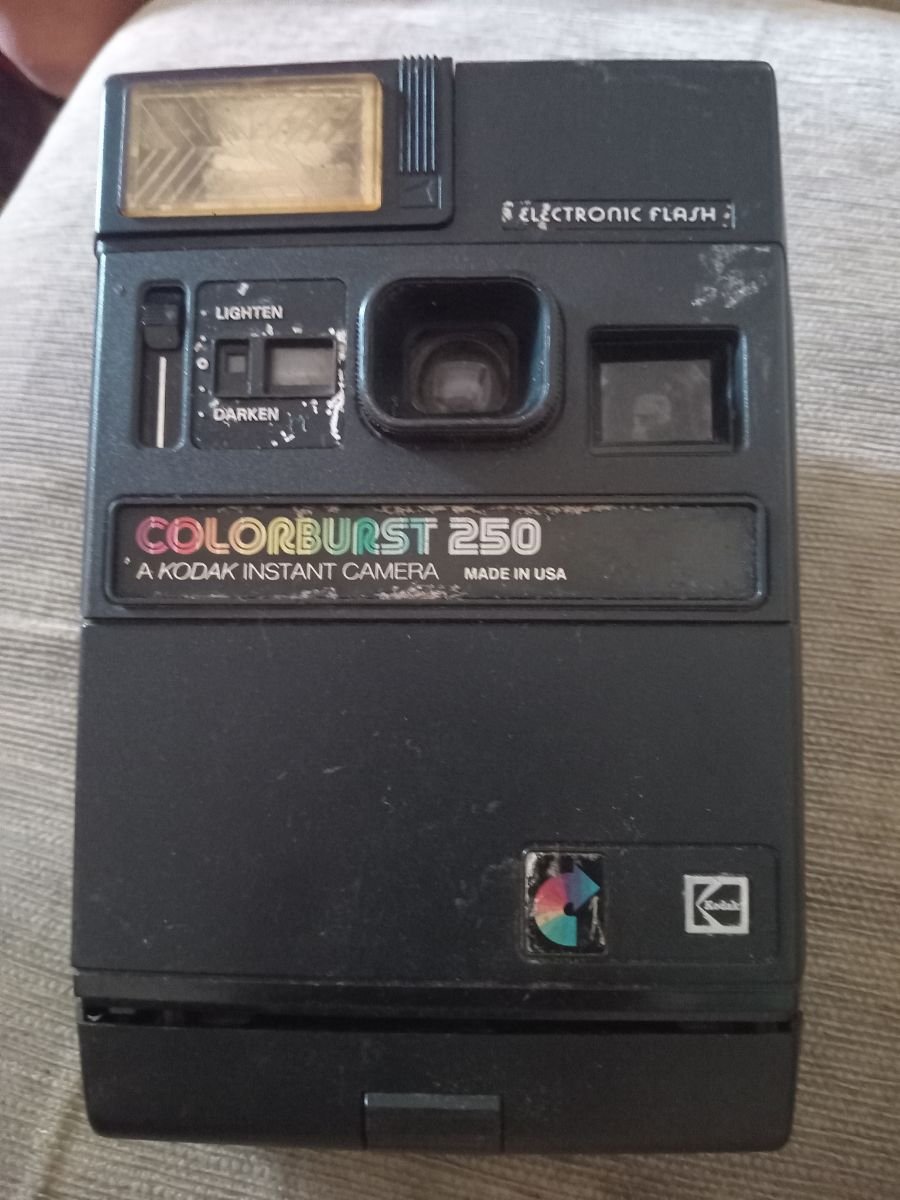 ELECTRONIC FLASH
LIGHTEN
DARKEN
COLORBURST 250
A KODAK INSTANT CAMERA MADE IN USA
Kodak